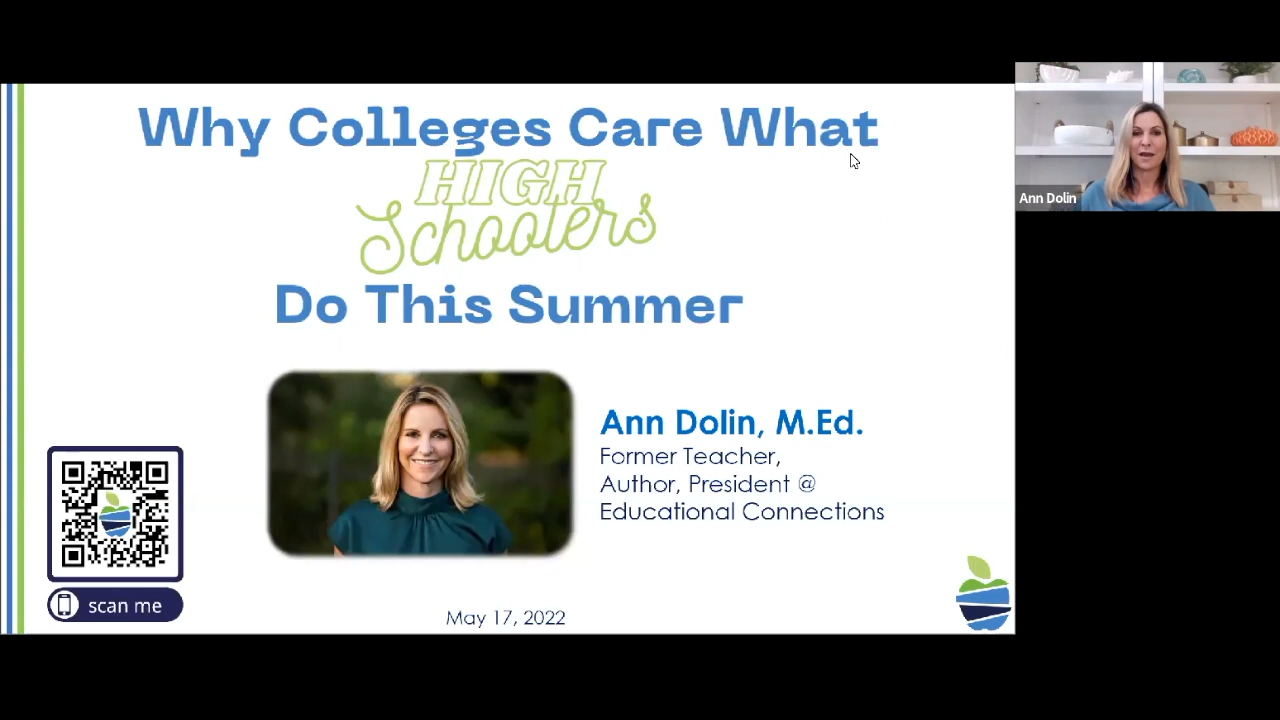 Why Colleges Care What
HIGH
Schoolers
Do This Summer
Ann Dolin, M.Ed.
Former Teacher,
Author, President @
Educational Connections
scan me
May 17, 2022
Ann Dolin